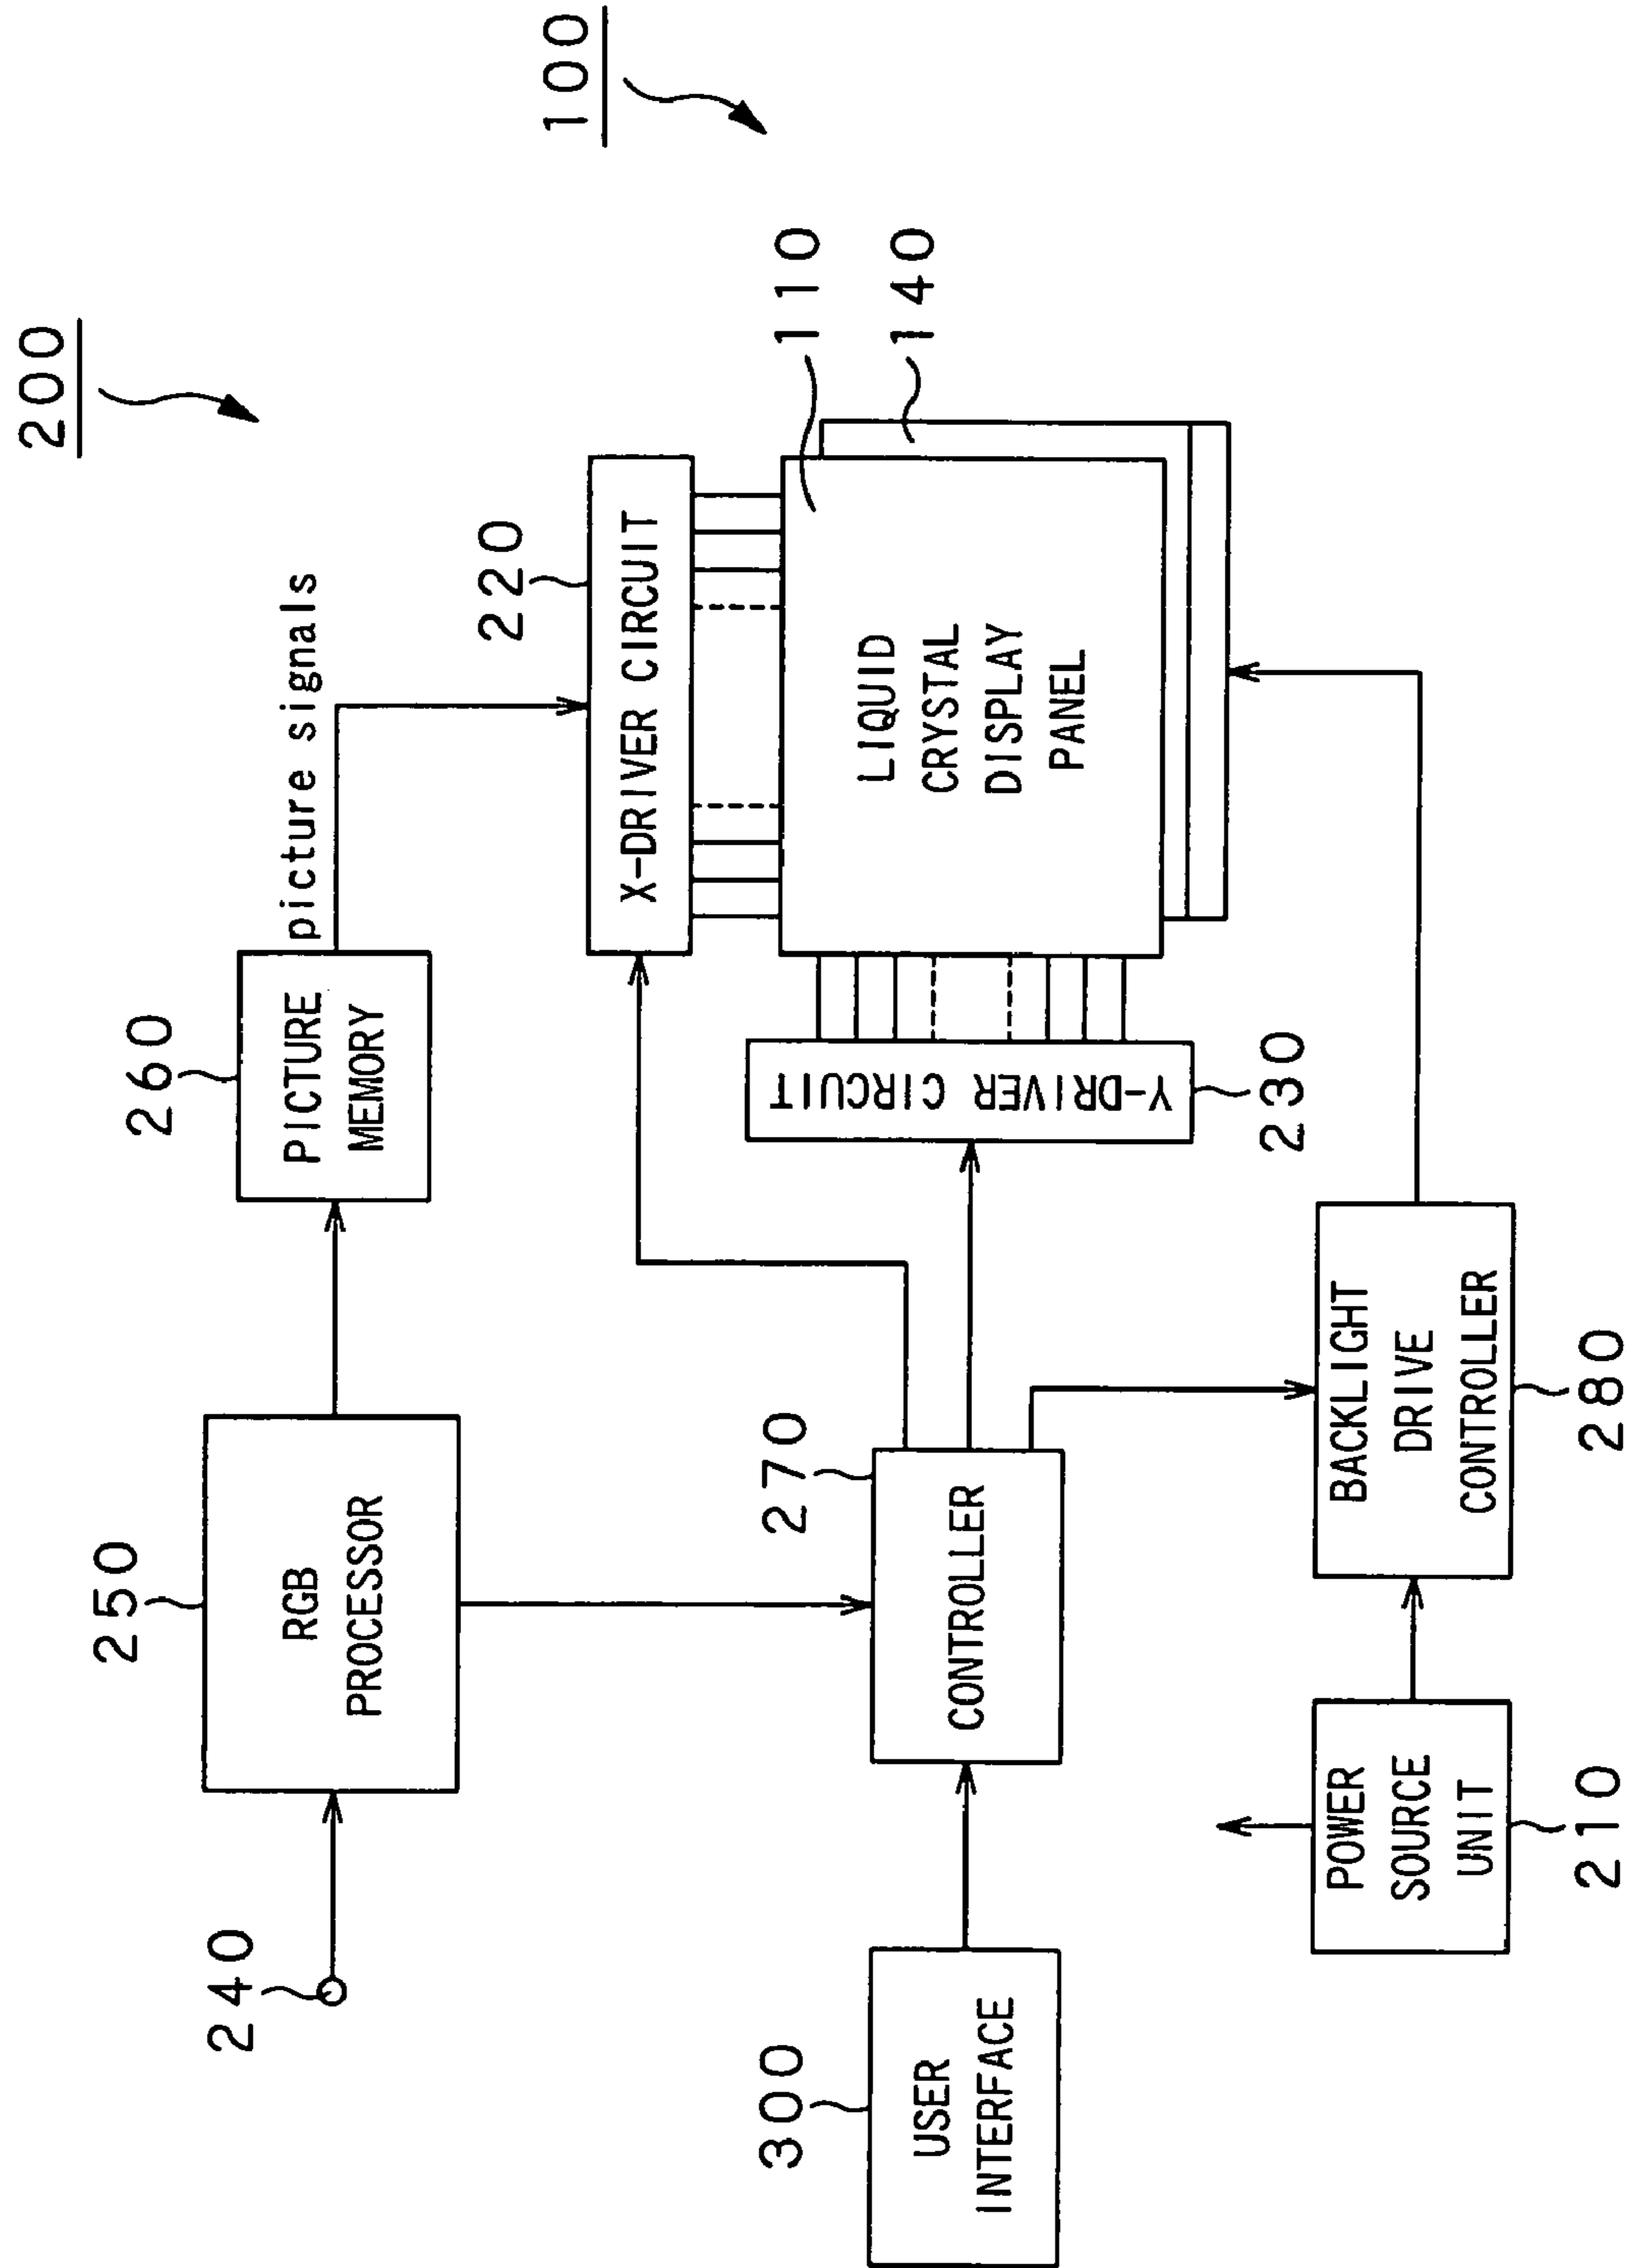 200
100
260
picture signals
PICTURE
MEMORY
250
RGB
PROCESSOR
240
220
X-DRIVER CIRCUIT
110
140
LIQUID
CRYSTAL
DISPLAY
PANEL
Y-DRIVER CIRCUIT
230
270
CONTROLLER
300
USER
INTERFACE
BACKLIGHT
DRIVE
CONTROLLER
280
POWER
SOURCE
UNIT
210